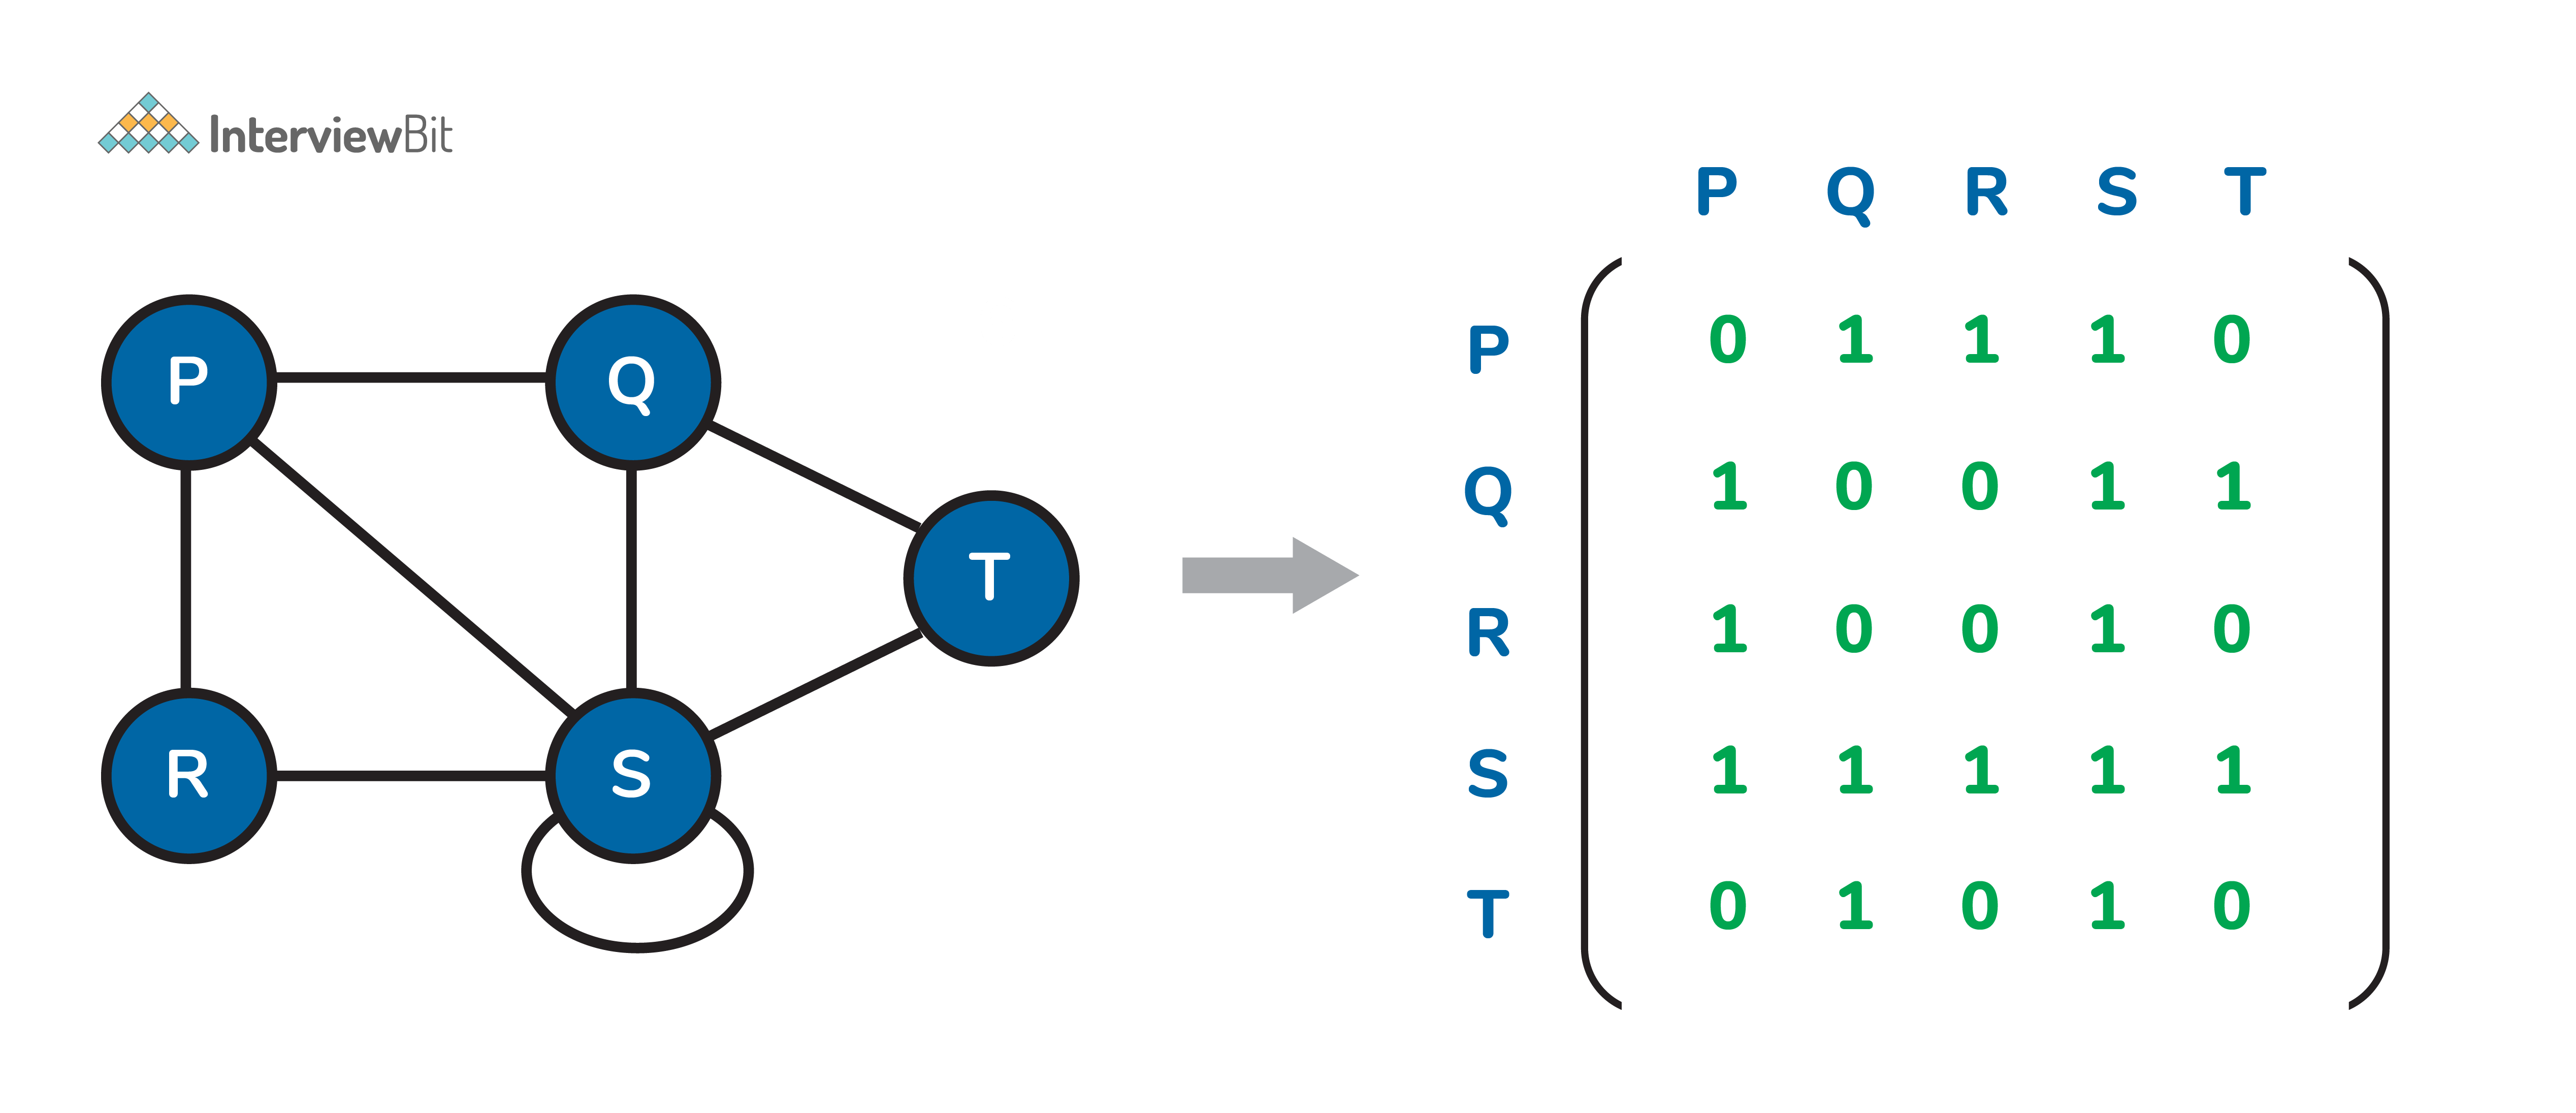 InterviewBit
P Q R S T
P Q
T
R S
P 0 1 1 1 0
Q 1 0 0 1 1
R 1 0 0 1 0
S 1 1 1 1 1
T 0 1 0 1 0